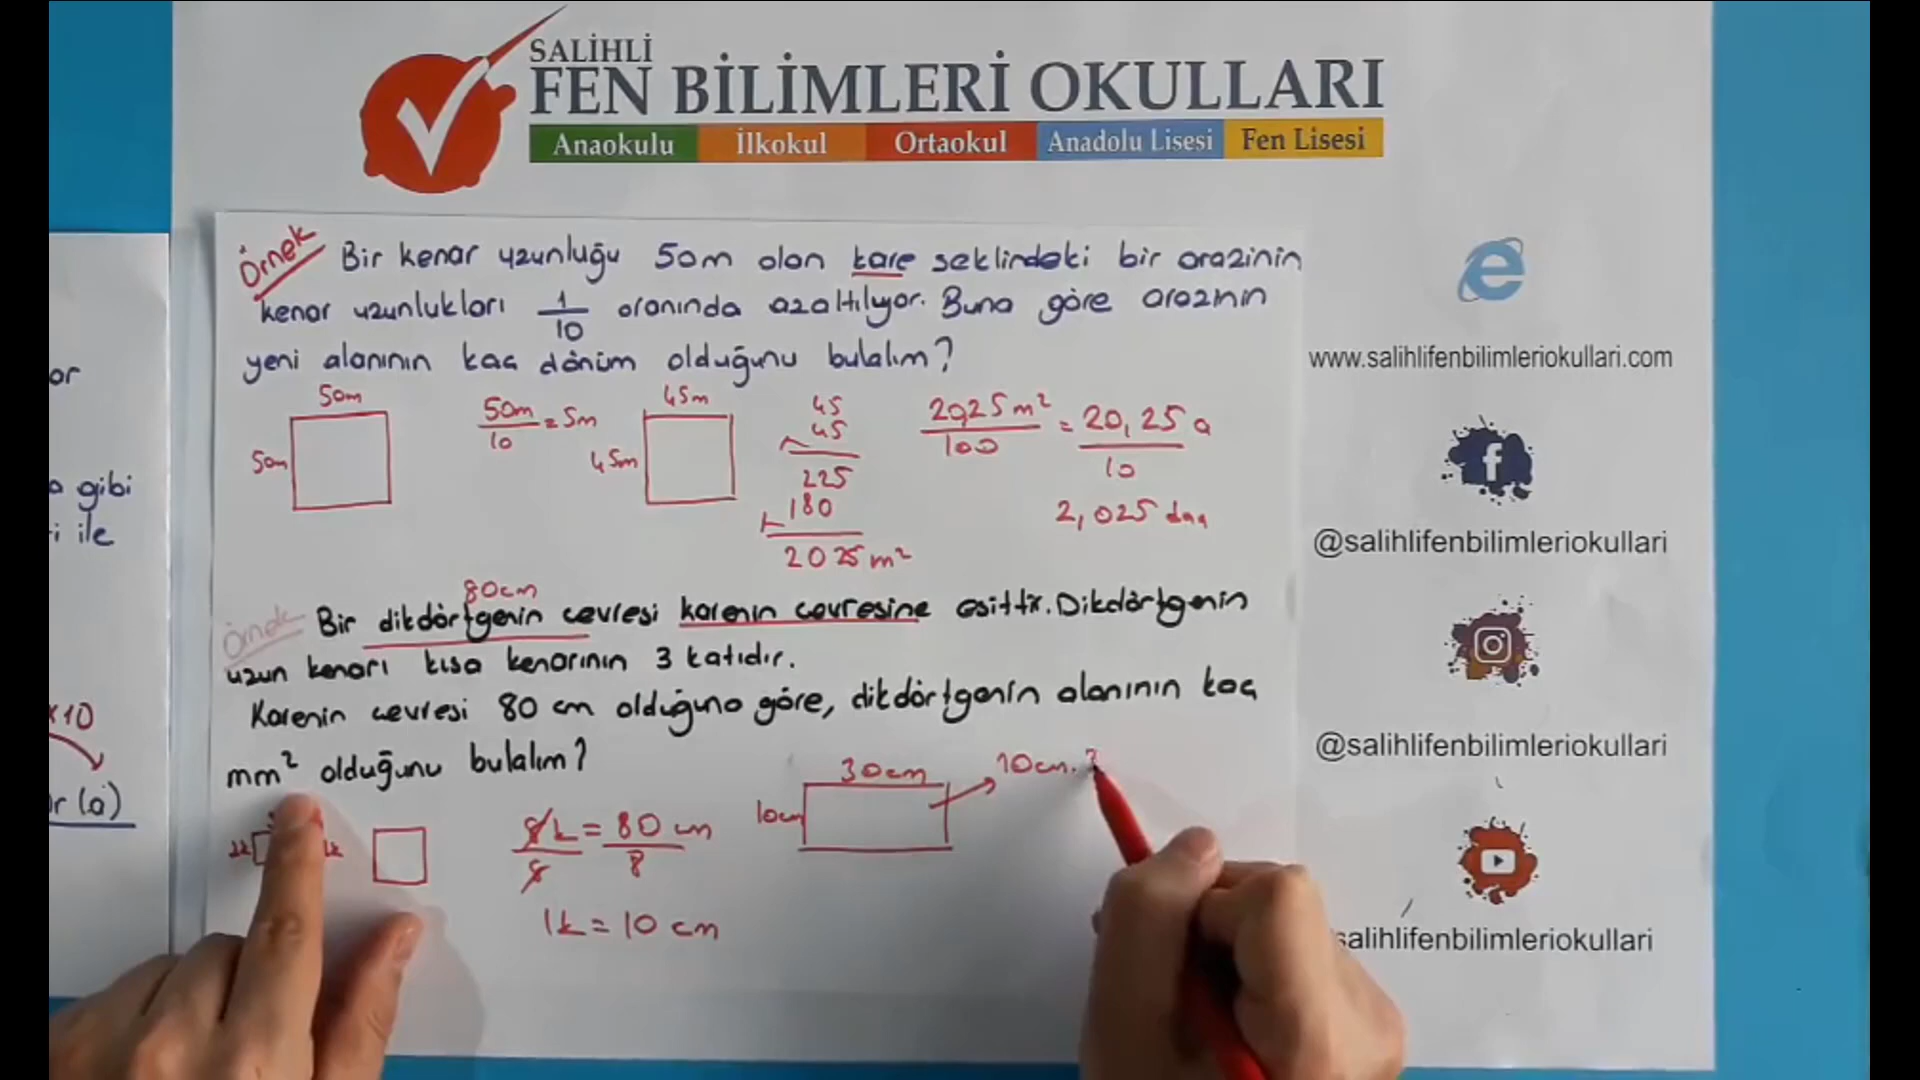 SALİHLİ
FEN BİLİMLERİ OKULLARI
Anaokulu İlkokul Ortaokul Anadolu Lisesi Fen Lisesi
Örnek Bir kenar uzunluğu 50m olan kare şeklindeki bir arazinin
kenar uzunlukları 1/10 oranında azaltılıyor. Buna göre arazinin
yeni alanının kaç dönüm olduğunu bulalım?
50m
50m
50m/10 = 5m
45m
45m
45
45
225
180
2025 m²
2025 m²/100 = 20,25 a/10
2,025 daa
80cm
Örnek Bir dikdörtgenin çevresi karenin çevresine eşittir. Dikdörtgenin
uzun kenarı kısa kenarının 3 katıdır.
Karenin çevresi 80 cm olduğuna göre, dikdörtgenin alanının kaç
mm² olduğunu bulalım?
8k/8 = 80 cm/8
1k = 10 cm
30cm
10cm
10cm.
or
gibi
ile
x10
r (a)
www.salihlifenbilimleriokullari.com
@salihlifenbilimleriokullari
@salihlifenbilimleriokullari
salihlifenbilimleriokullari